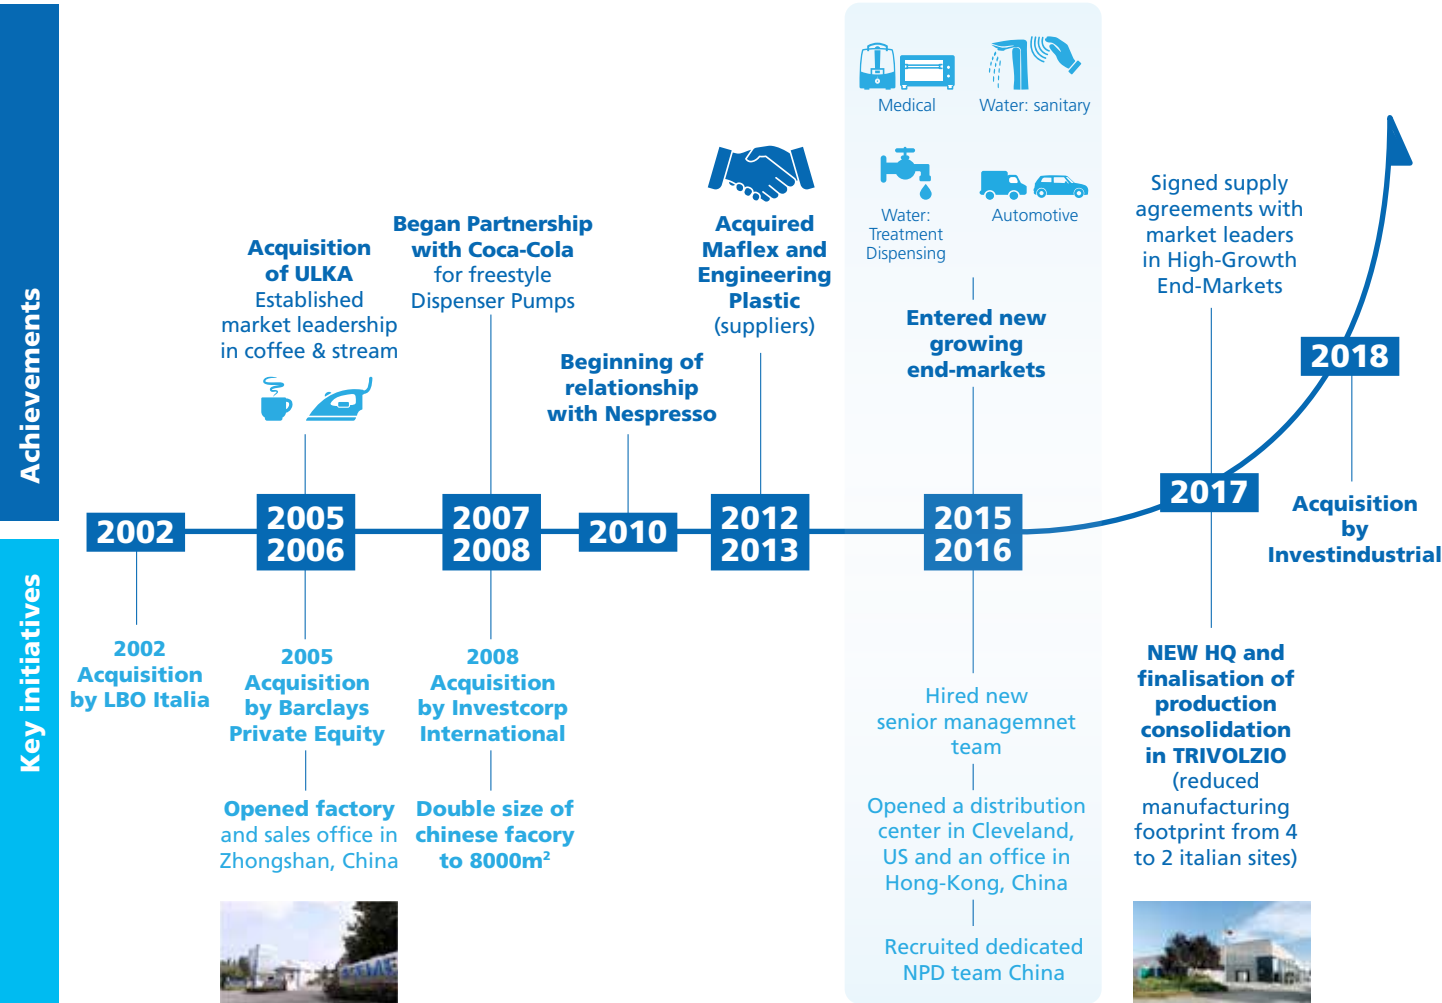 Achievements
Key initiatives
2002
2002
Acquisition
by LBO Italia
Acquisition
of ULKA
Established
market leadership
in coffee & stream
2005
2006
2005
Acquisition
by Barclays
Private Equity
Opened factory
and sales office in
Zhongshan, China
Began Partnership
with Coca-Cola
for freestyle
Dispenser Pumps
2007
2008
2008
Acquisition
by Investcorp
International
Double size of
chinese facory
to 8000m²
Beginning of
relationship
with Nespresso
2010
Acquired
Maflex and
Engineering
Plastic
(suppliers)
2012
2013
Medical
Water: sanitary
Water:
Treatment
Dispensing
Automotive
Entered new
growing
end-markets
2015
2016
Hired new
senior managemnet
team
Opened a distribution
center in Cleveland,
US and an office in
Hong-Kong, China
Recruited dedicated
NPD team China
Signed supply
agreements with
market leaders
in High-Growth
End-Markets
2017
NEW HQ and
finalisation of
production
consolidation
in TRIVOLZIO
(reduced
manufacturing
footprint from 4
to 2 italian sites)
2018
Acquisition
by
Investindustrial